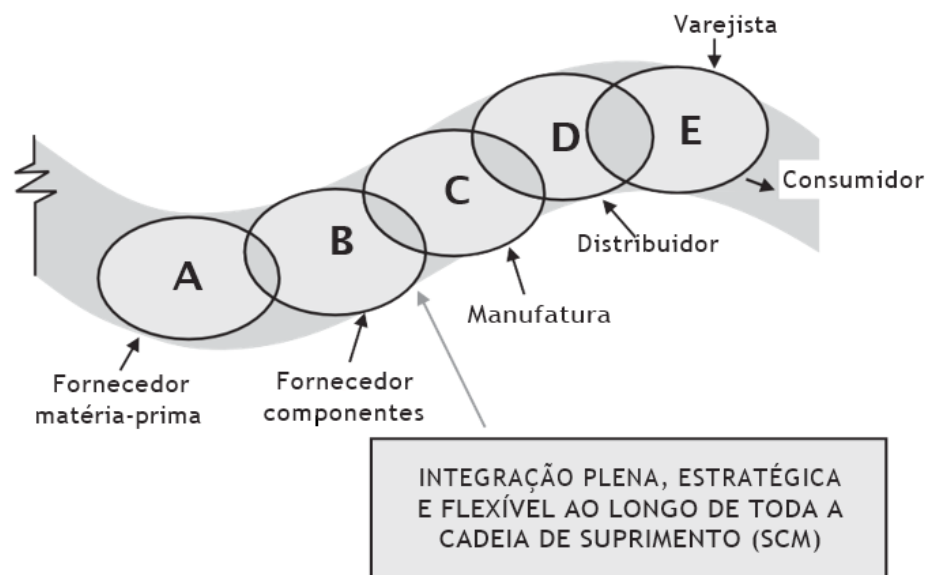 Varejista
D
E
C
Consumidor
B
Distribuidor
A
Manufatura
Fornecedor
matéria-prima
Fornecedor
componentes
INTEGRAÇÃO PLENA, ESTRATÉGICA
E FLEXÍVEL AO LONGO DE TODA A
CADEIA DE SUPRIMENTO (SCM)